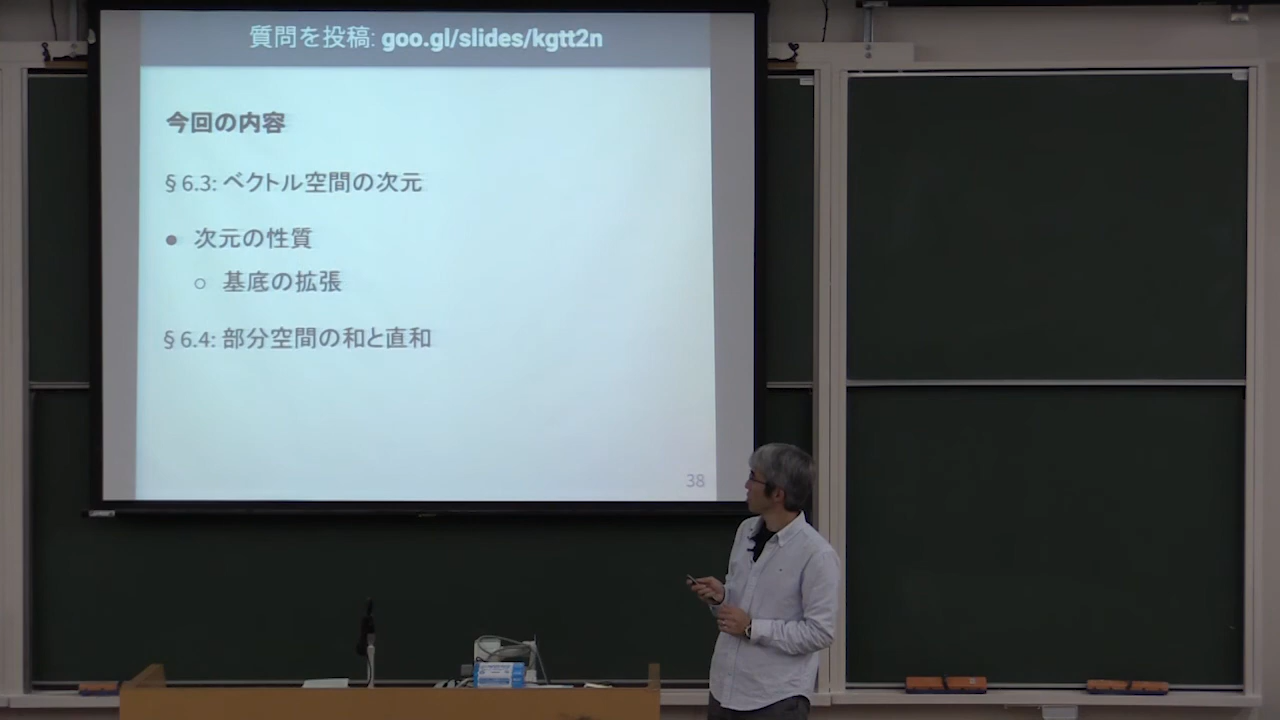 質問を投稿: goo.gl/slides/kgtt2n
今回の内容
§6.3: ベクトル空間の次元
● 次元の性質
○ 基底の拡張
§6.4: 部分空間の和と直和
38